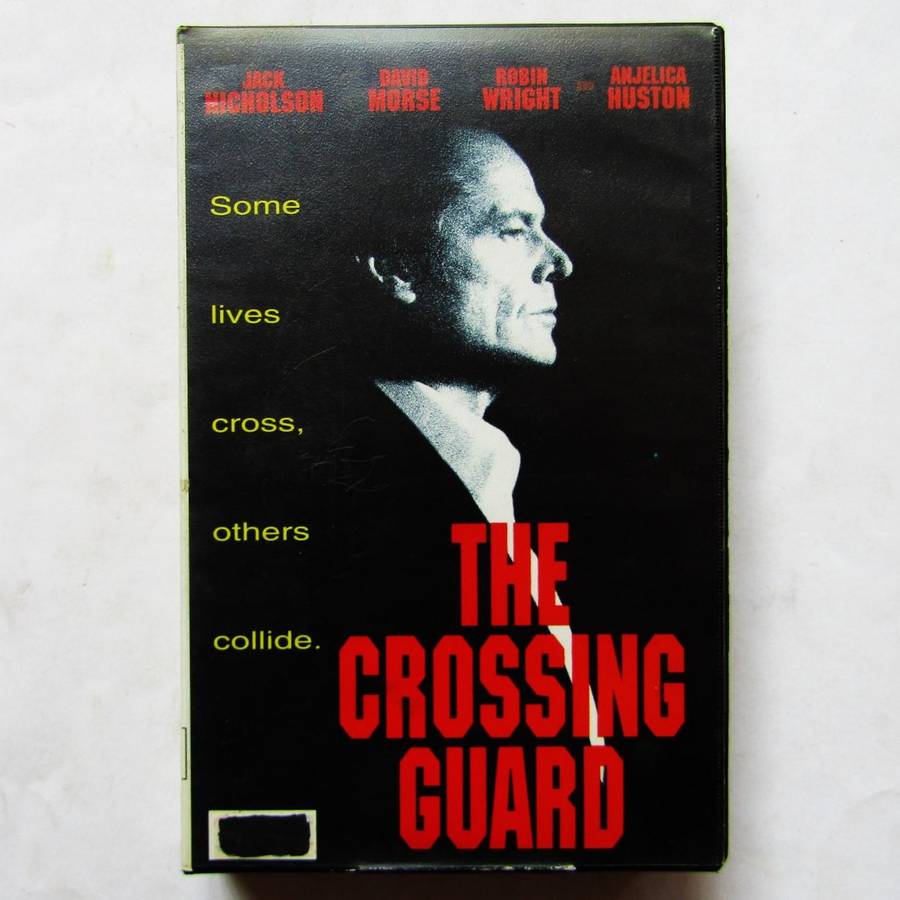 JACK NICHOLSON
DAVID MORSE
ROBIN WRIGHT
AND
ANJELICA HUSTON
Some
lives
cross,
others
collide.
THE
CROSSING
GUARD